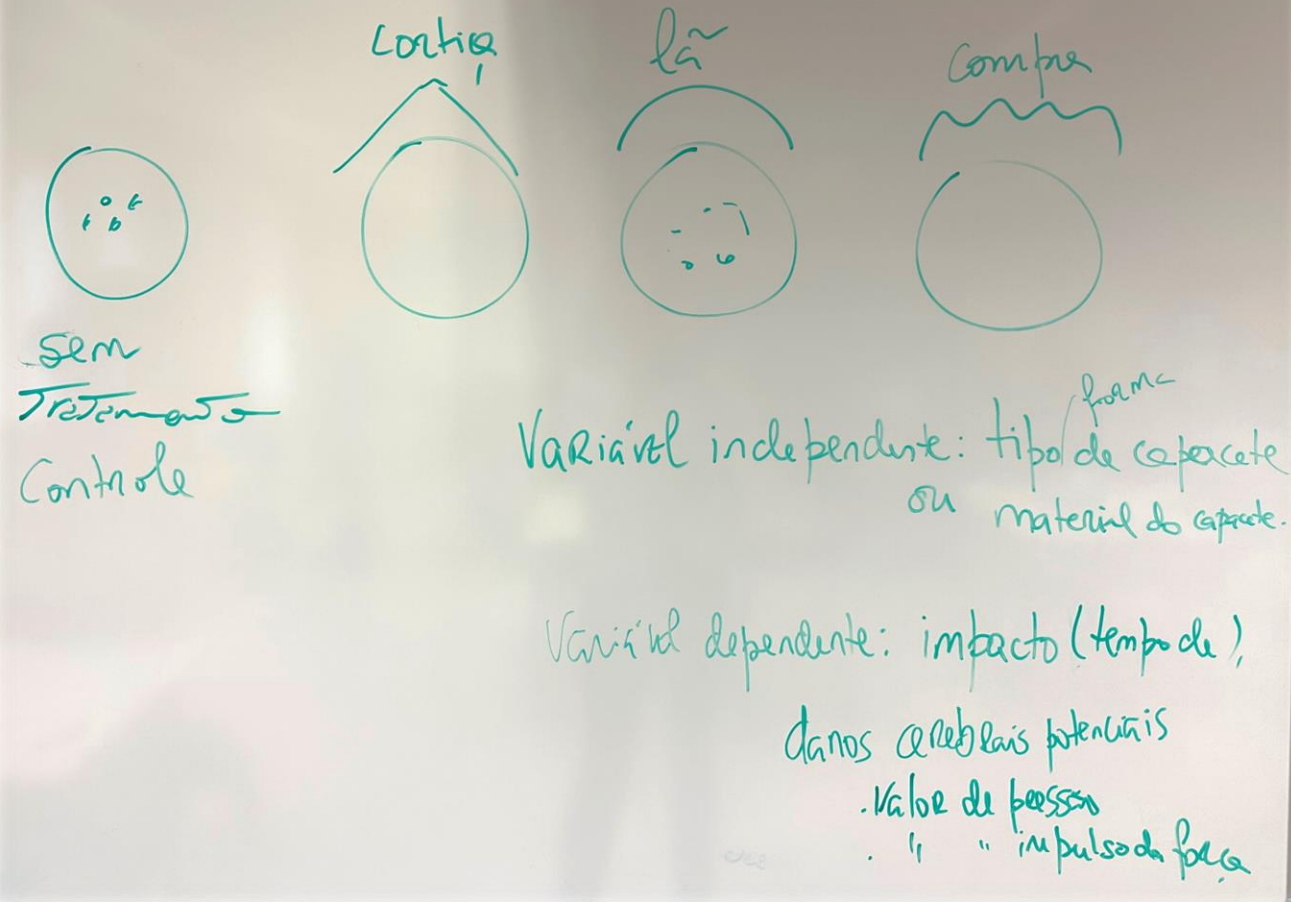 cortiça
lã
Compra
sem
Tratamento
Controle
forma
Variável independente: tipo/de capacete
ou material do capacete.
Variável dependente: impacto (tempo de),
danos cerebrais potenciais
. Valor de pressão
. " " impulso da força